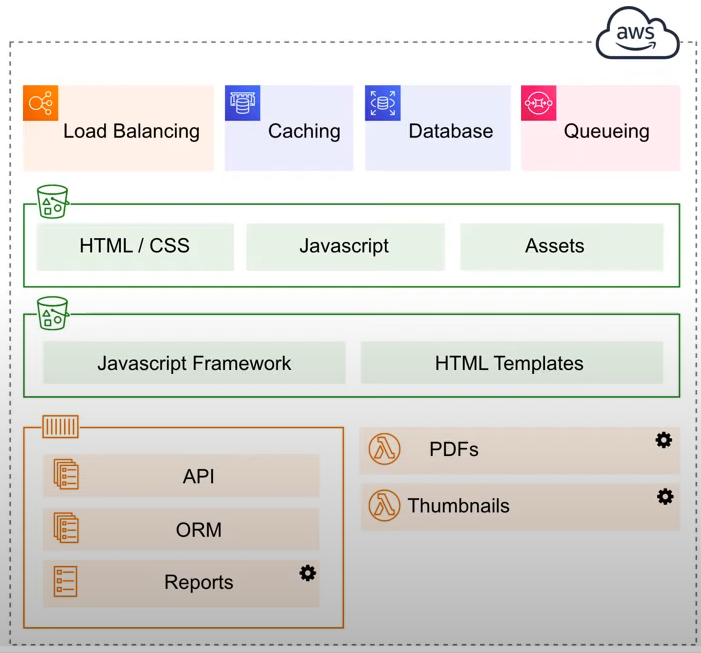 aws
Load Balancing
Caching
Database
Queueing
HTML / CSS
Javascript
Assets
Javascript Framework
HTML Templates
API
ORM
Reports
PDFs
Thumbnails